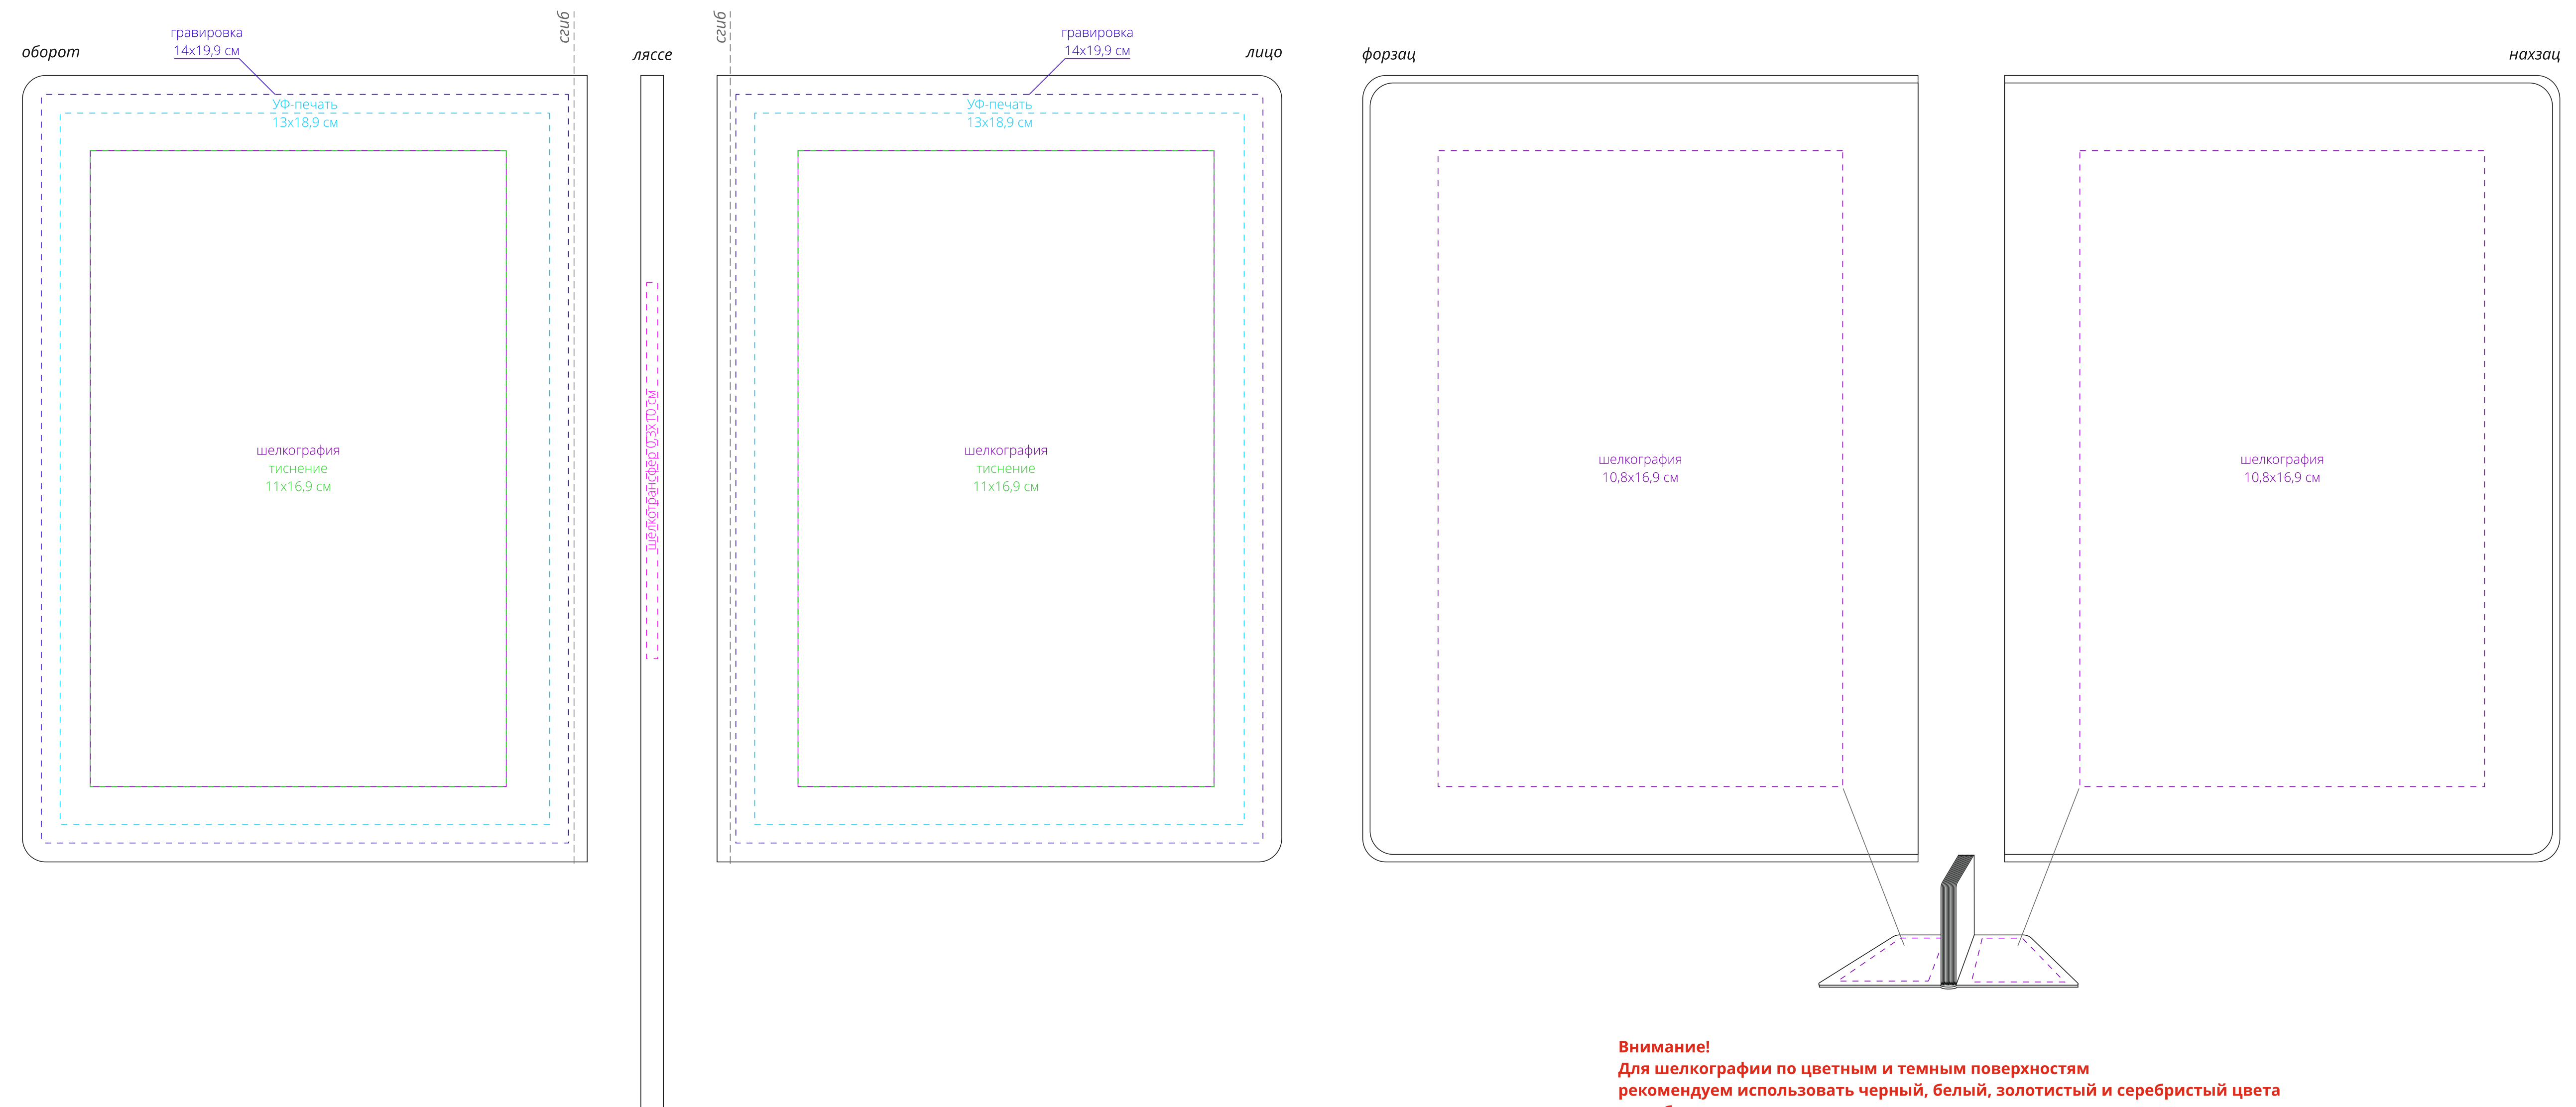 оборот
гравировка
14х19,9 см
сгиб
УФ-печать
13х18,9 см
шелкография
тиснение
11х16,9 см
ляссе
шелкотрансфер 0,3х10 см
сгиб
гравировка
14х19,9 см
лицо
УФ-печать
13х18,9 см
шелкография
тиснение
11х16,9 см
форзац
шелкография
10,8х16,9 см
нахзац
шелкография
10,8х16,9 см
Внимание!
Для шелкографии по цветным и темным поверхностям
рекомендуем использовать черный, белый, золотистый и серебристый цвета